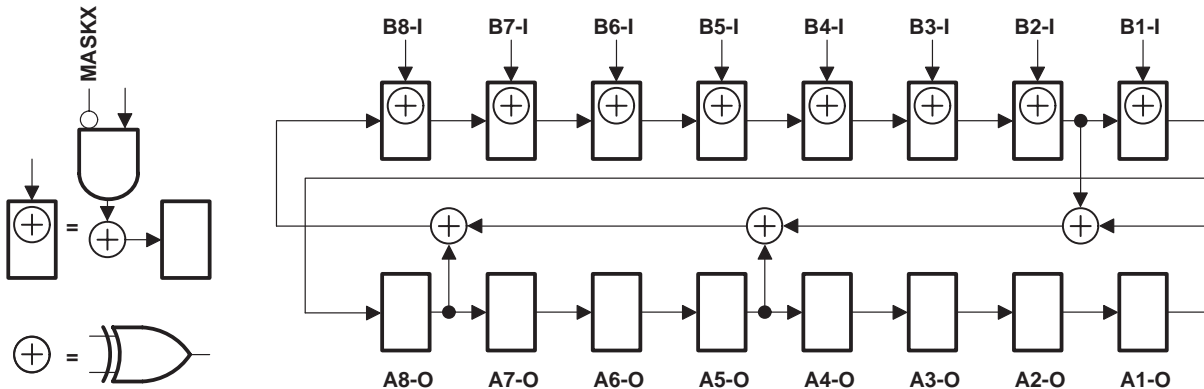 MASKX
=
=
B8-I B7-I B6-I B5-I B4-I B3-I B2-I B1-I
A8-O A7-O A6-O A5-O A4-O A3-O A2-O A1-O